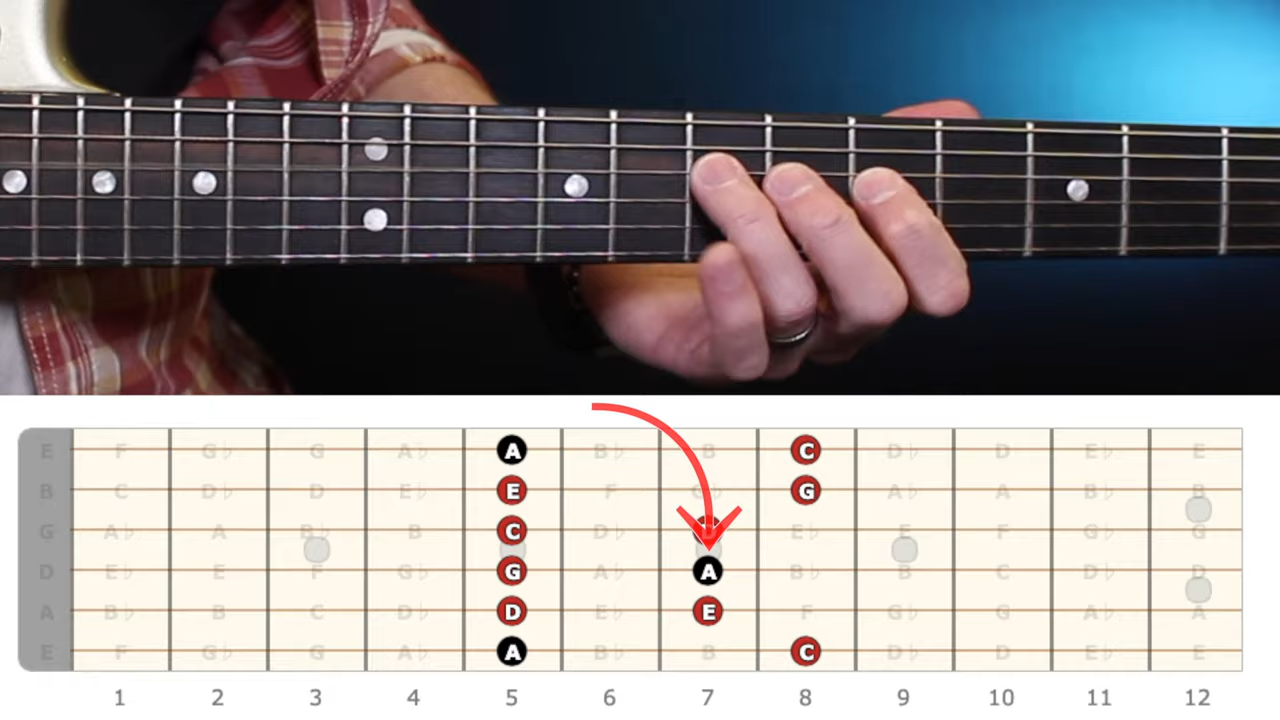 E F G♭ G A♭ A B♭ B C D♭ D E♭ E
B C D♭ D E♭ E F G♭ G A♭ A B♭ B
G A♭ A B♭ B C D♭ D E♭ E F G♭ G
D E♭ E F G♭ G A♭ A B♭ B C D♭ D
A B♭ B C D♭ D E♭ E F G♭ G A♭ A
E F G♭ G A♭ A B♭ B C D♭ D E♭ E
1 2 3 4 5 6 7 8 9 10 11 12